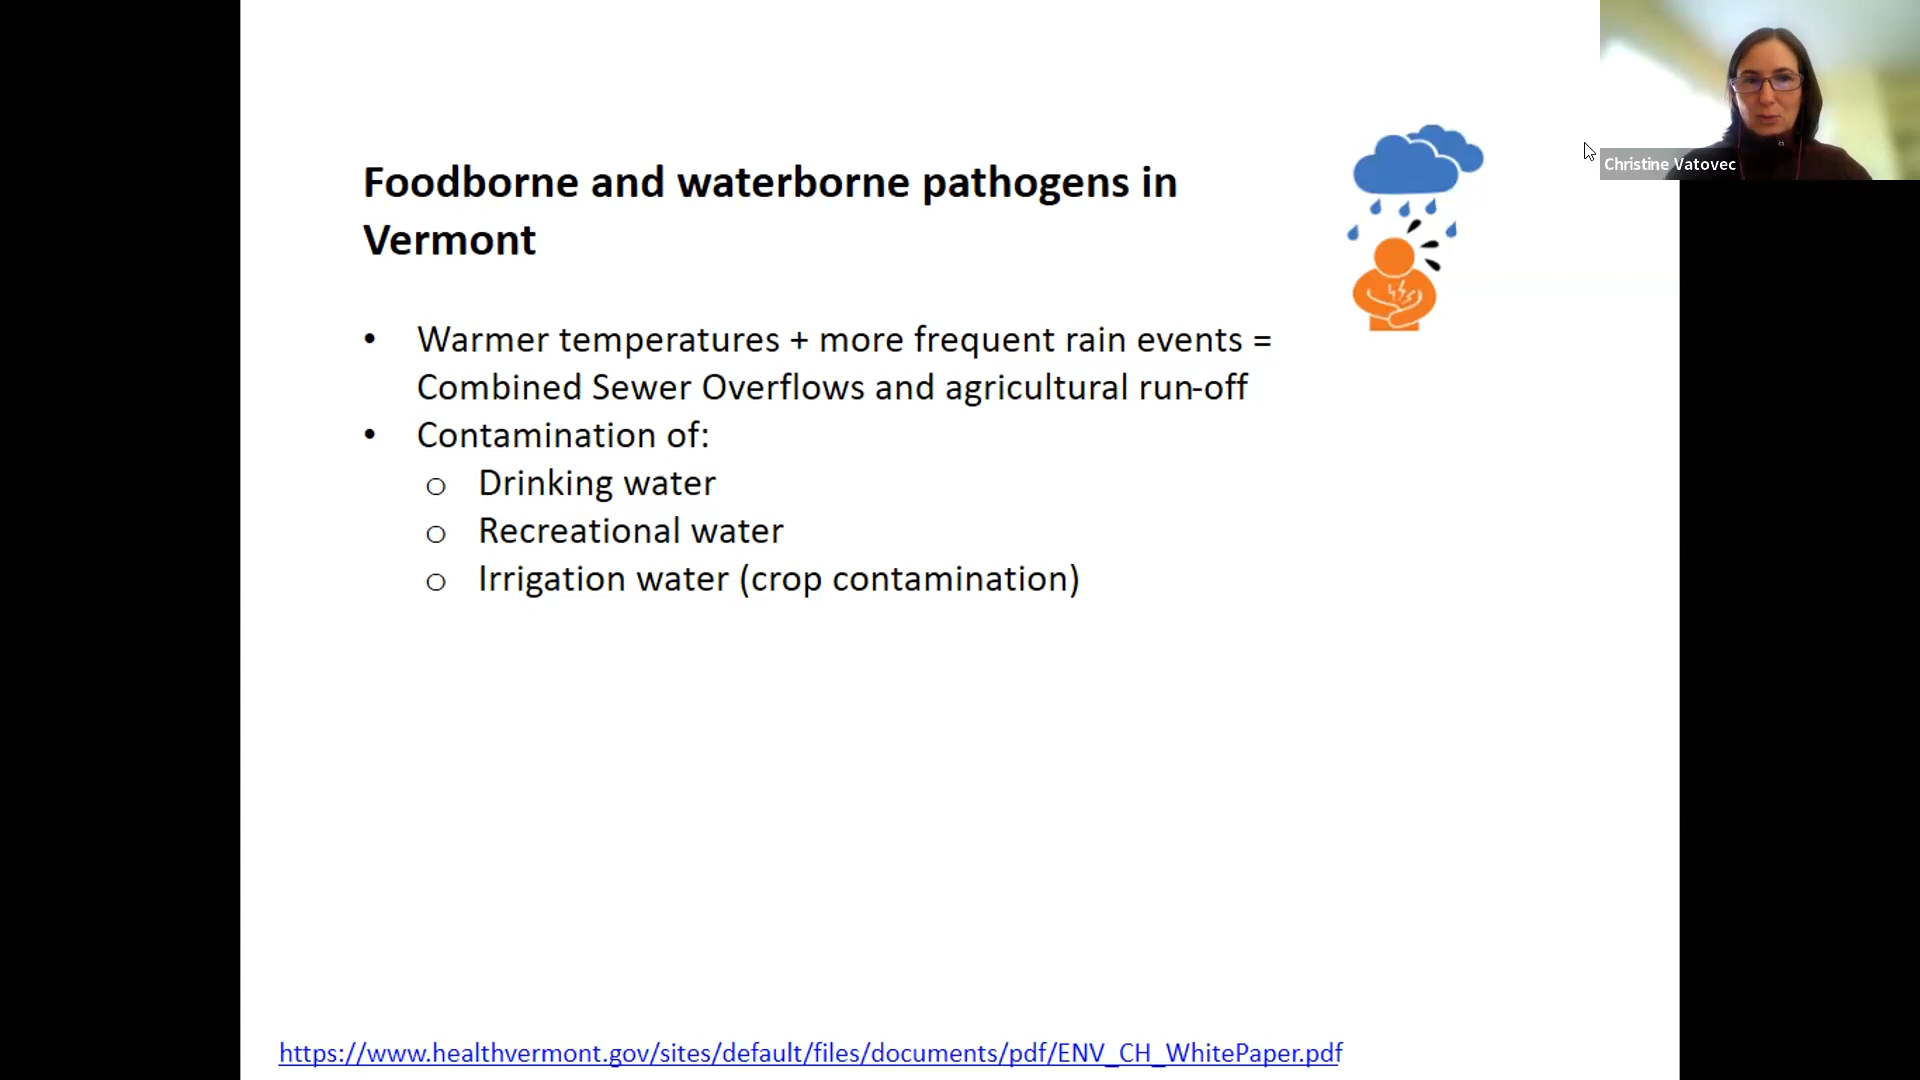 Foodborne and waterborne pathogens in
Vermont
• Warmer temperatures + more frequent rain events =
Combined Sewer Overflows and agricultural run-off
• Contamination of:
o Drinking water
o Recreational water
o Irrigation water (crop contamination)
https://www.healthvermont.gov/sites/default/files/documents/pdf/ENV_CH_WhitePaper.pdf
Christine Vatovec